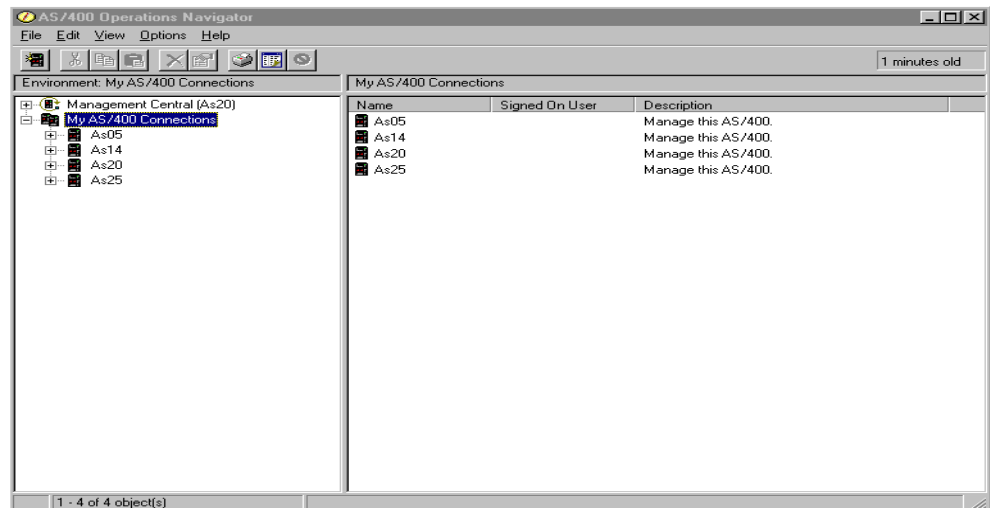 AS/400 Operations Navigator
File Edit View Options Help
1 minutes old
Environment: My AS/400 Connections
My AS/400 Connections
Management Central (As20)
My AS/400 Connections
As05
As14
As20
As25
Name Signed On User Description
As05 Manage this AS/400.
As14 Manage this AS/400.
As20 Manage this AS/400.
As25 Manage this AS/400.
1 - 4 of 4 object(s)